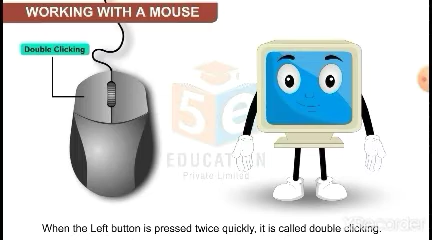 WORKING WITH A MOUSE
Double Clicking
5e
EDUCATION
Private Limited
When the Left button is pressed twice quickly, it is called double clicking.